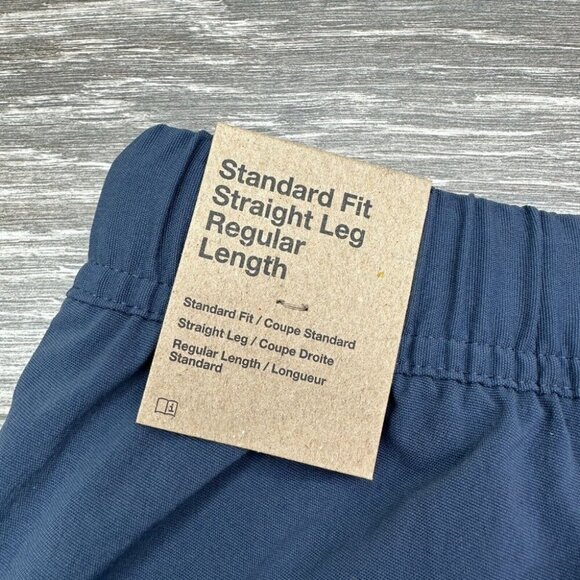 Standard Fit
Straight Leg
Regular
Length
Standard Fit / Coupe Standard
Straight Leg / Coupe Droite
Regular Length / Longueur
Standard
i